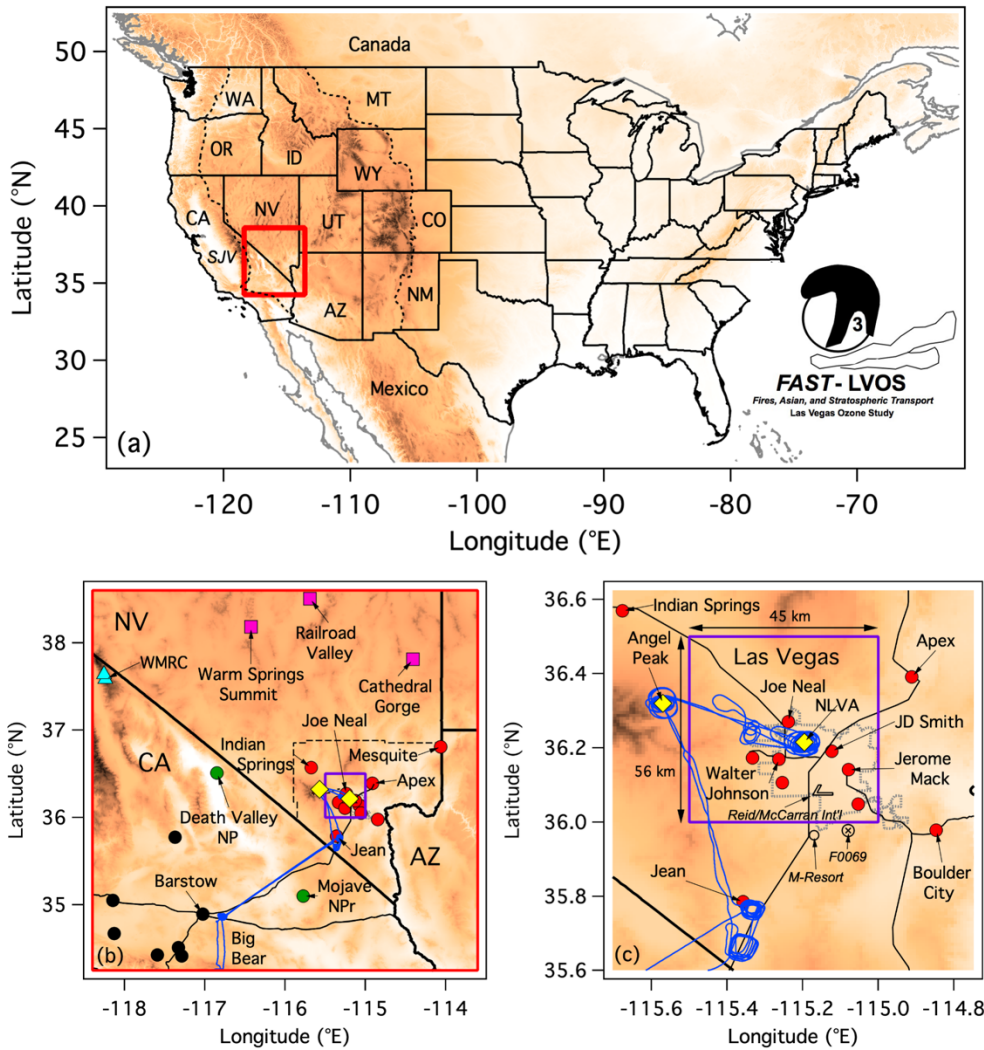 50
45
40
35
30
25
Latitude (°N)
Canada
WA
MT
OR
ID
WY
NV
UT
CO
CA
SJV
AZ
NM
Mexico
3
FAST - LVOS
Fires, Asian, and Stratospheric Transport
Las Vegas Ozone Study
(a)
-120
-110
-100
-90
-80
-70
Longitude (°E)
38
37
36
35
Latitude (°N)
NV
WMRC
Railroad
Valley
Warm Springs
Summit
Cathedral
Gorge
Joe Neal
Indian
Springs
Mesquite
Apex
CA
Death Valley
NP
Jean
AZ
Barstow
Mojave
NPr
Big
Bear
(b)
-118
-117
-116
-115
-114
Longitude (°E)
36.6
36.4
36.2
36.0
35.8
35.6
Latitude (°N)
Indian Springs
45 km
Angel
Peak
Las Vegas
Apex
Joe Neal
NLVA
JD Smith
56 km
Walter
Johnson
Jerome
Mack
Reid/McCarran Int'l
M-Resort
F0069
Boulder
City
Jean
(c)
-115.6
-115.4
-115.2
-115.0
-114.8
Longitude (°E)